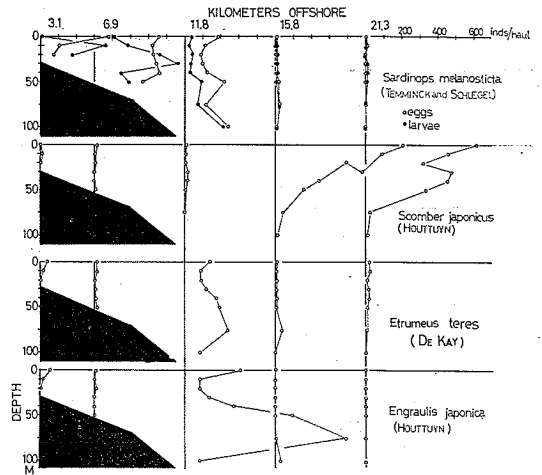 KILOMETERS OFFSHORE
3.1. 6.9 11.8 15.8 21,3
200 400 600 inds/haul
0
50
100
Sardinops melanosticta
(TEMMINCK and SCHLEGEL)
eggs
larvae
0
50
100
Scomber japonicus
(HOUTTUYN)
0
50
100
Etrumeus teres
(DE KAY)
0
50
100
Engraulis japonica
(HOUTTUYN)
DEPTH
M